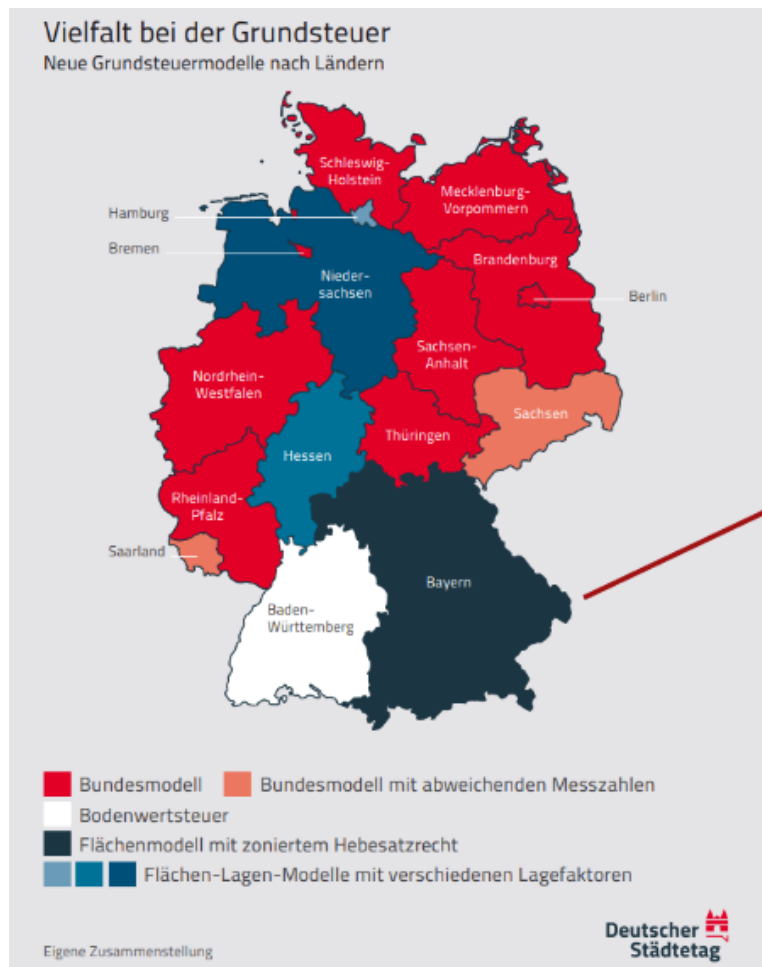 Vielfalt bei der Grundsteuer
Neue Grundsteuermodelle nach Ländern
Schleswig-
Holstein
Mecklenburg-
Vorpommern
Hamburg
Bremen
Brandenburg
Nieder-
sachsen
Berlin
Sachsen-
Anhalt
Nordrhein-
Westfalen
Sachsen
Thüringen
Hessen
Rheinland-
Pfalz
Saarland
Bayern
Baden-
Württemberg
Bundesmodell
Bundesmodell mit abweichenden Messzahlen
Bodenwertsteuer
Flächenmodell mit zoniertem Hebesatzrecht
Flächen-Lagen-Modelle mit verschiedenen Lagefaktoren
Eigene Zusammenstellung
Deutscher
Städtetag